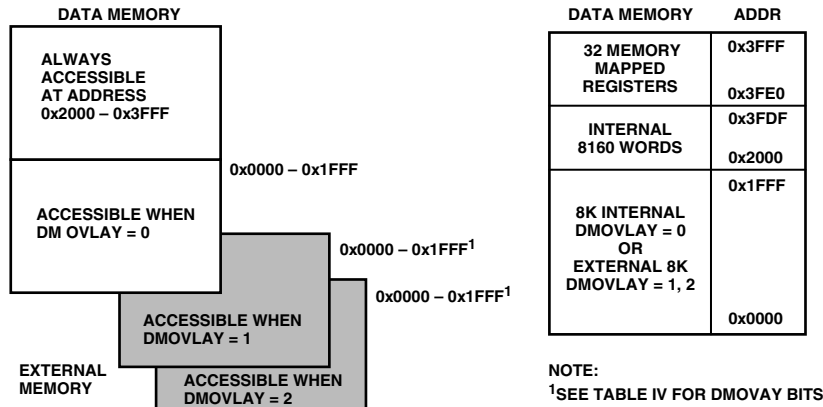 DATA MEMORY
ALWAYS
ACCESSIBLE
AT ADDRESS
0x2000 – 0x3FFF
0x0000 – 0x1FFF
ACCESSIBLE WHEN
DM OVLAY = 0
0x0000 – 0x1FFF1
0x0000 – 0x1FFF1
ACCESSIBLE WHEN
DMOVLAY = 1
EXTERNAL
MEMORY
ACCESSIBLE WHEN
DMOVLAY = 2
DATA MEMORY ADDR
32 MEMORY
MAPPED
REGISTERS
0x3FFF
0x3FE0
INTERNAL
8160 WORDS
0x3FDF
0x2000
8K INTERNAL
DMOVLAY = 0
OR
EXTERNAL 8K
DMOVLAY = 1, 2
0x1FFF
0x0000
NOTE:
1SEE TABLE IV FOR DMOVAY BITS